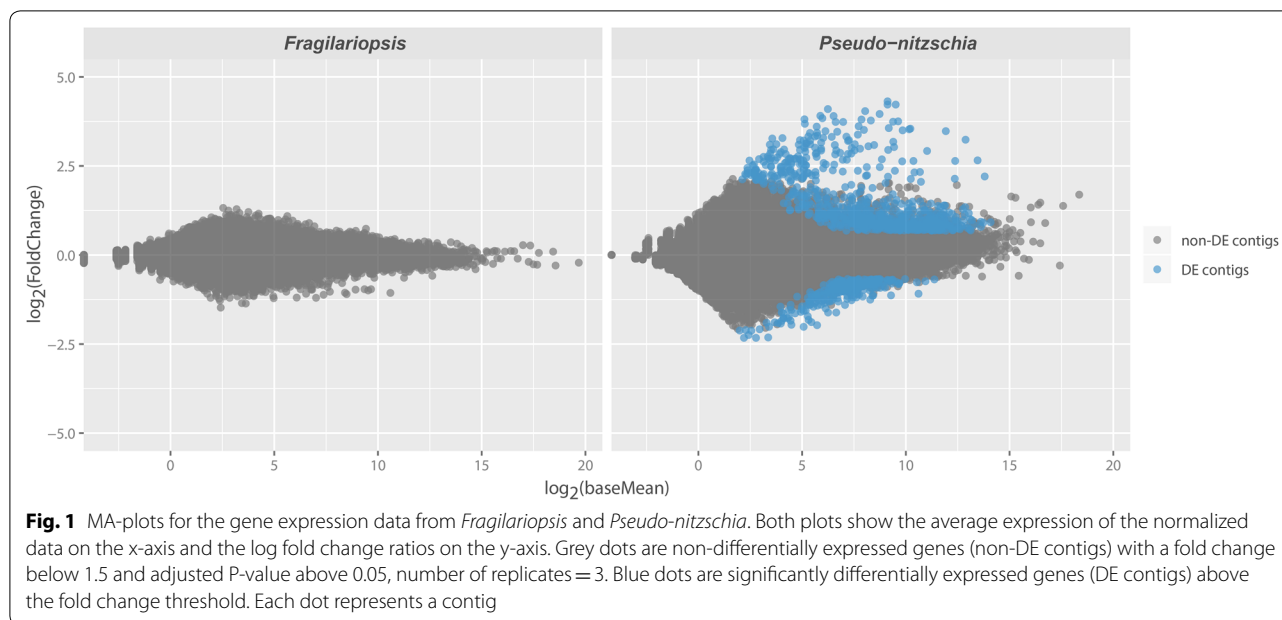 Fragilariopsis
Pseudo−nitzschia
5.0
2.5
0.0
−2.5
−5.0
log2(FoldChange)
0 5 10 15 20
0 5 10 15 20
log2(baseMean)
non-DE contigs
DE contigs
Fig. 1 MA-plots for the gene expression data from Fragilariopsis and Pseudo-nitzschia. Both plots show the average expression of the normalized
data on the x-axis and the log fold change ratios on the y-axis. Grey dots are non-differentially expressed genes (non-DE contigs) with a fold change
below 1.5 and adjusted P-value above 0.05, number of replicates = 3. Blue dots are significantly differentially expressed genes (DE contigs) above
the fold change threshold. Each dot represents a contig